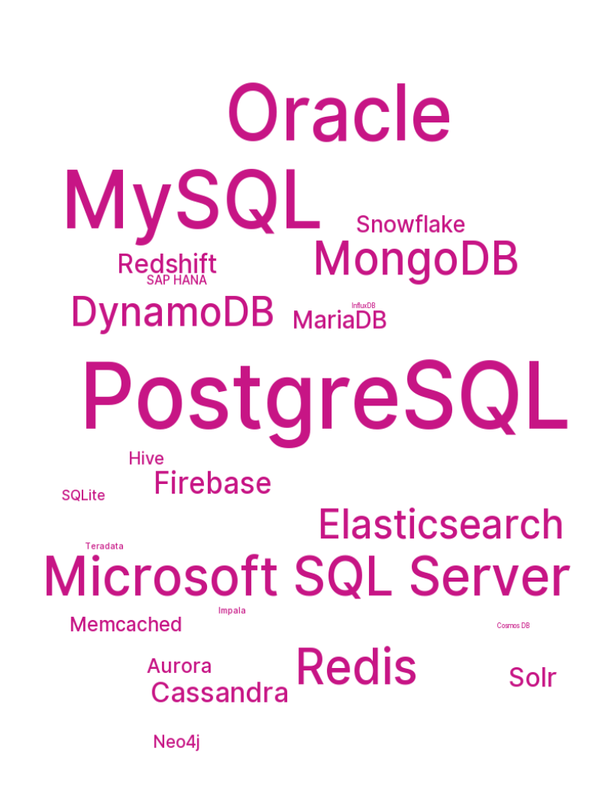 Oracle
MySQL
Snowflake
MongoDB
Redshift
SAP HANA
DynamoDB
InfluxDB
MariaDB
PostgreSQL
Hive
Firebase
SQLite
Elasticsearch
Teradata
Microsoft SQL Server
Impala
Memcached
Cosmos DB
Aurora
Redis
Solr
Cassandra
Neo4j